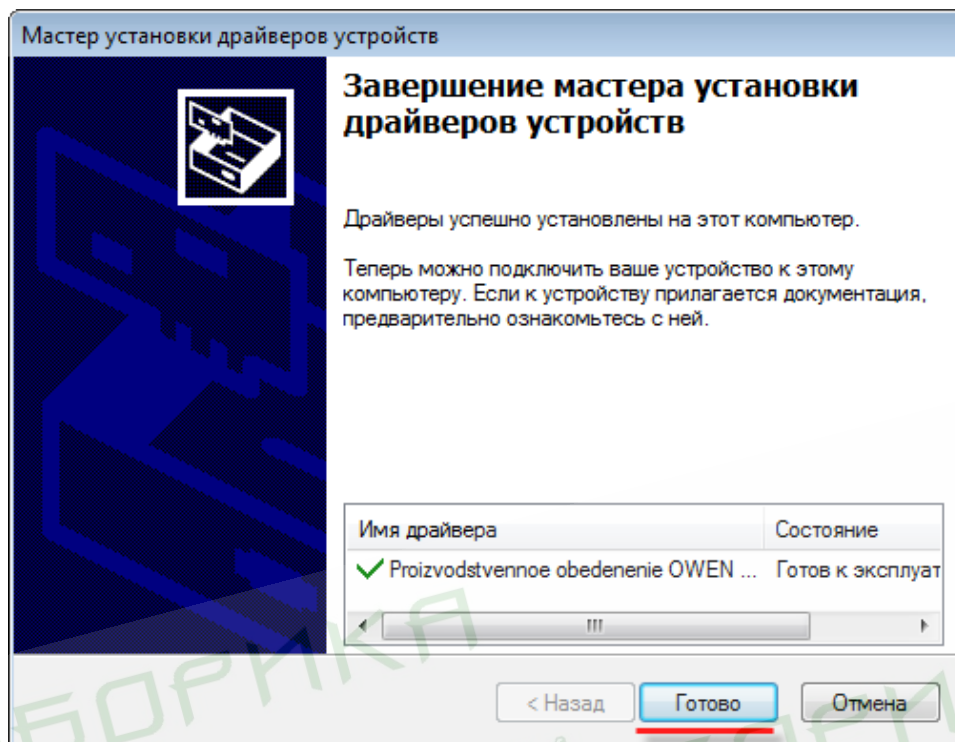 Мастер установки драйверов устройств
Завершение мастера установки
драйверов устройств
Драйверы успешно установлены на этот компьютер.
Теперь можно подключить ваше устройство к этому
компьютеру. Если к устройству прилагается документация,
предварительно ознакомьтесь с ней.
Имя драйвера Состояние
Proizvodstvennoe obedenenie OWEN ... Готов к эксплуат
< Назад Готово Отмена